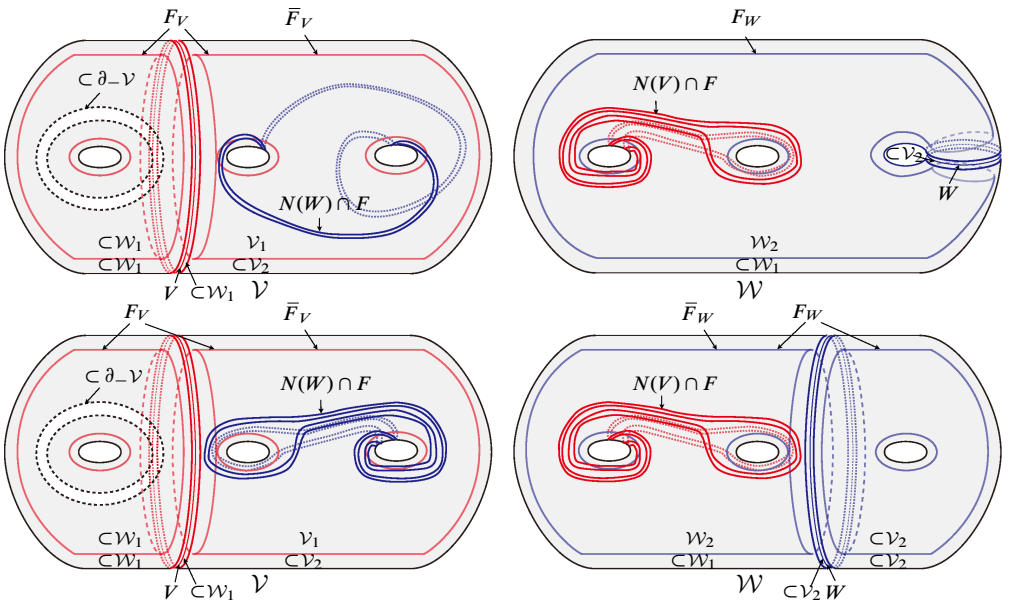 F_V F̅_V
⊂ ∂₋𝒱
N(W) ∩ F
⊂𝒲₁ 𝒱₁
⊂𝒲₁ ⊂𝒱₂
V ⊂𝒲₁ 𝒱
F_W
N(V) ∩ F
⊂𝒱₂
W
𝒲₂
⊂𝒲₁
𝒲
F_V F̅_V
⊂ ∂₋𝒱
N(W) ∩ F
⊂𝒲₁ 𝒱₁
⊂𝒲₁ ⊂𝒱₂
V ⊂𝒲₁ 𝒱
F̅_W F_W
N(V) ∩ F
𝒲₂ ⊂𝒱₂
⊂𝒲₁ ⊂𝒱₂
𝒲 ⊂𝒱₂ W